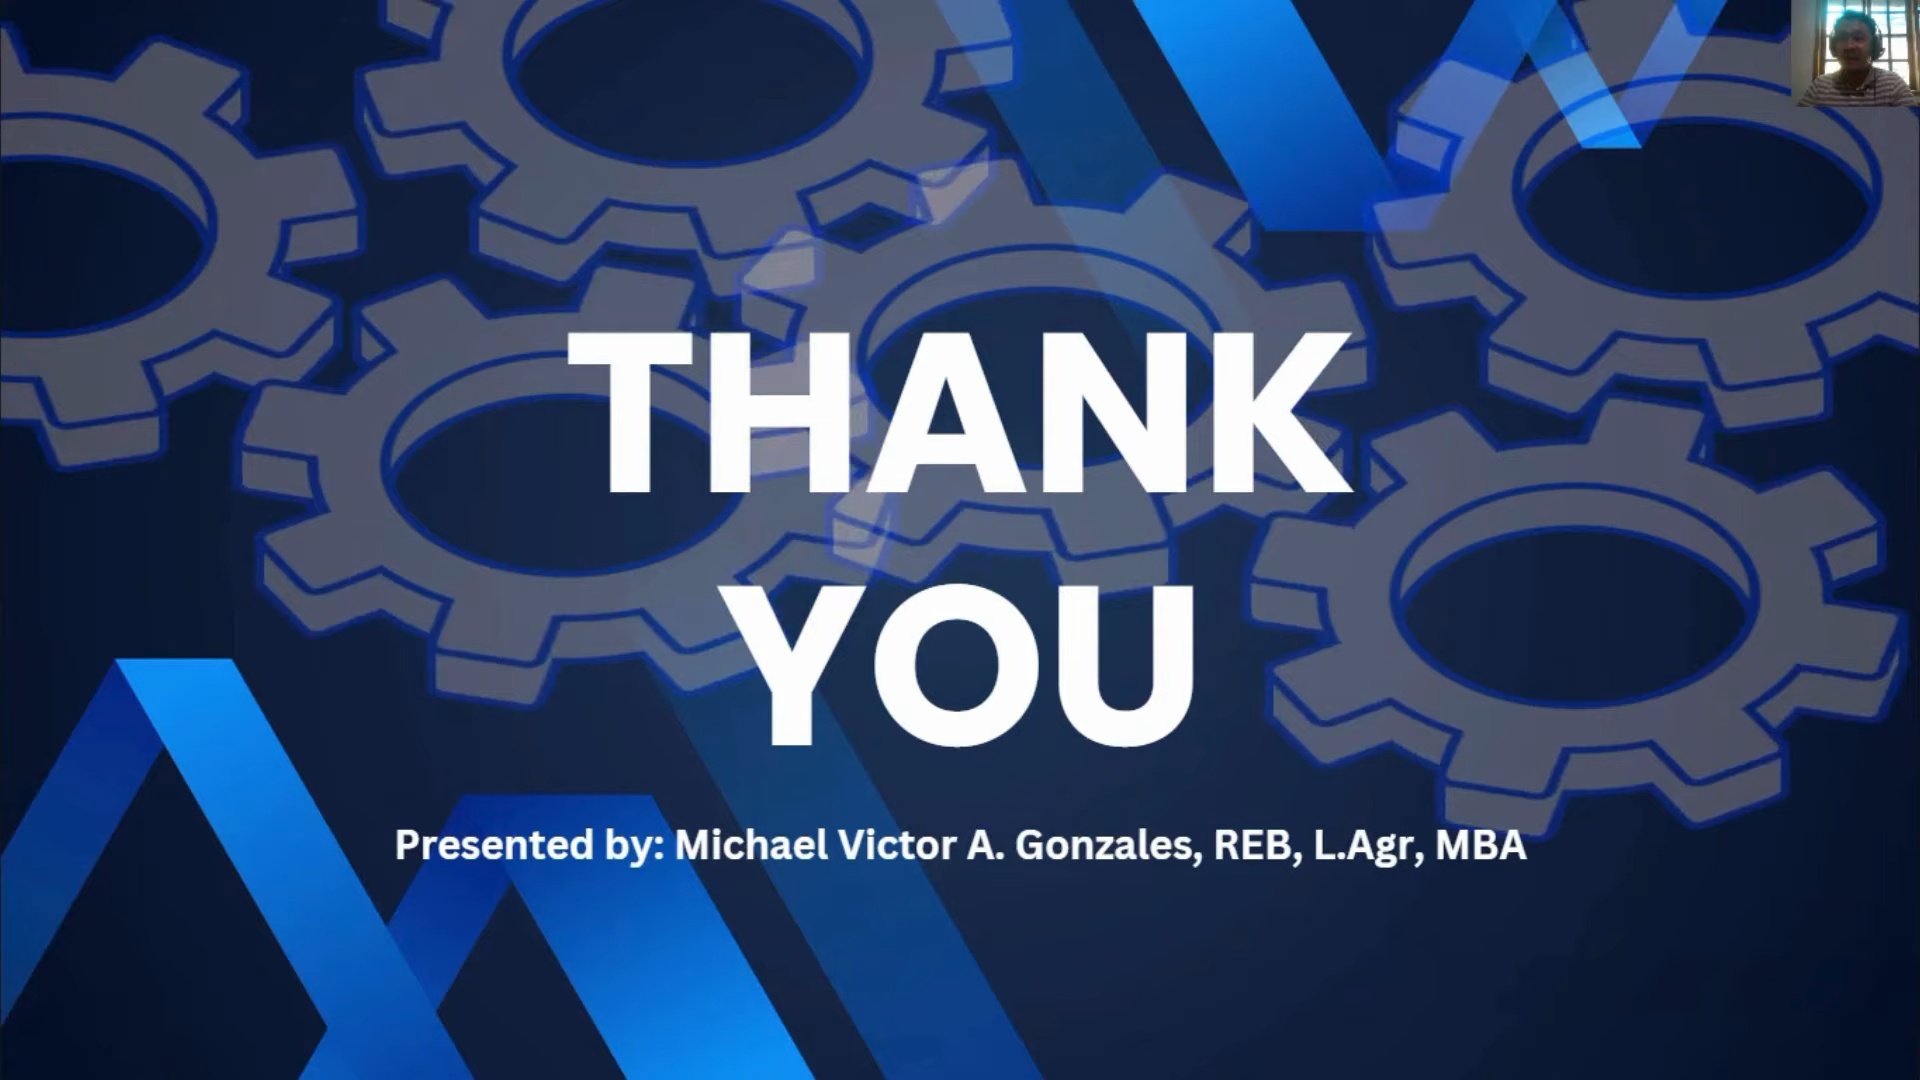 THANK
YOU
Presented by: Michael Victor A. Gonzales, REB, L.Agr, MBA